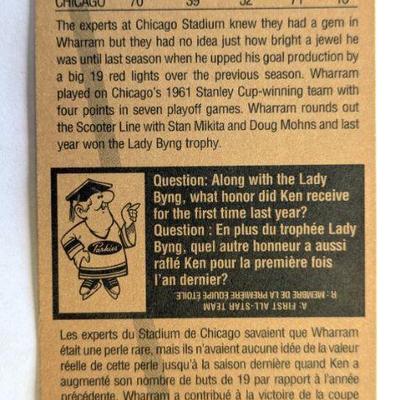 CHICAGO 70 39 32 71 10
The experts at Chicago Stadium knew they had a gem in
Wharram but they had no idea just how bright a jewel he
was until last season when he upped his goal production by
a big 19 red lights over the previous season. Wharram
played on Chicago's 1961 Stanley Cup-winning team with
four points in seven playoff games. Wharram rounds out
the Scooter Line with Stan Mikita and Doug Mohns and last
year won the Lady Byng trophy.
Question: Along with the Lady
Byng, what honor did Ken receive
for the first time last year?
Question : En plus du trophée Lady
Byng, quel autre honneur a aussi
raflé Ken pour la première fois
l'an dernier?
Parkies
A: FIRST ALL-STAR TEAM
R : MEMBRE DE LA PREMIÈRE ÉQUIPE ÉTOILE
Les experts du Stadium de Chicago savaient que Wharram
était une perle rare, mais ils n'avaient aucune idée de la valeur
réelle de cette perle jusqu'à la saison dernière quand Ken a
augmenté son nombre de buts de 19 par rapport à l'année
précédente. Wharram a contribué à la victoire de la coupe